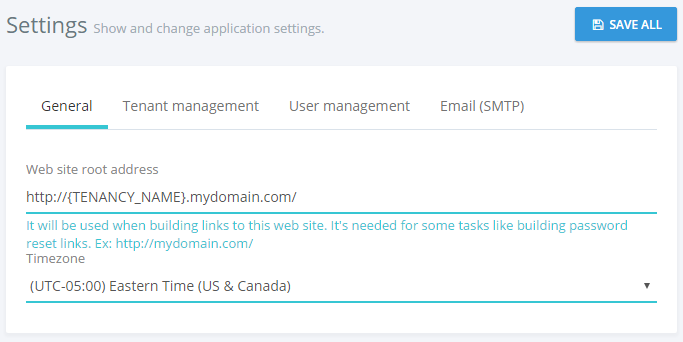 Settings Show and change application settings.
SAVE ALL
General Tenant management User management Email (SMTP)
Web site root address
http://{TENANCY_NAME}.mydomain.com/
It will be used when building links to this web site. It's needed for some tasks like building password
reset links. Ex: http://mydomain.com/
Timezone
(UTC-05:00) Eastern Time (US & Canada)